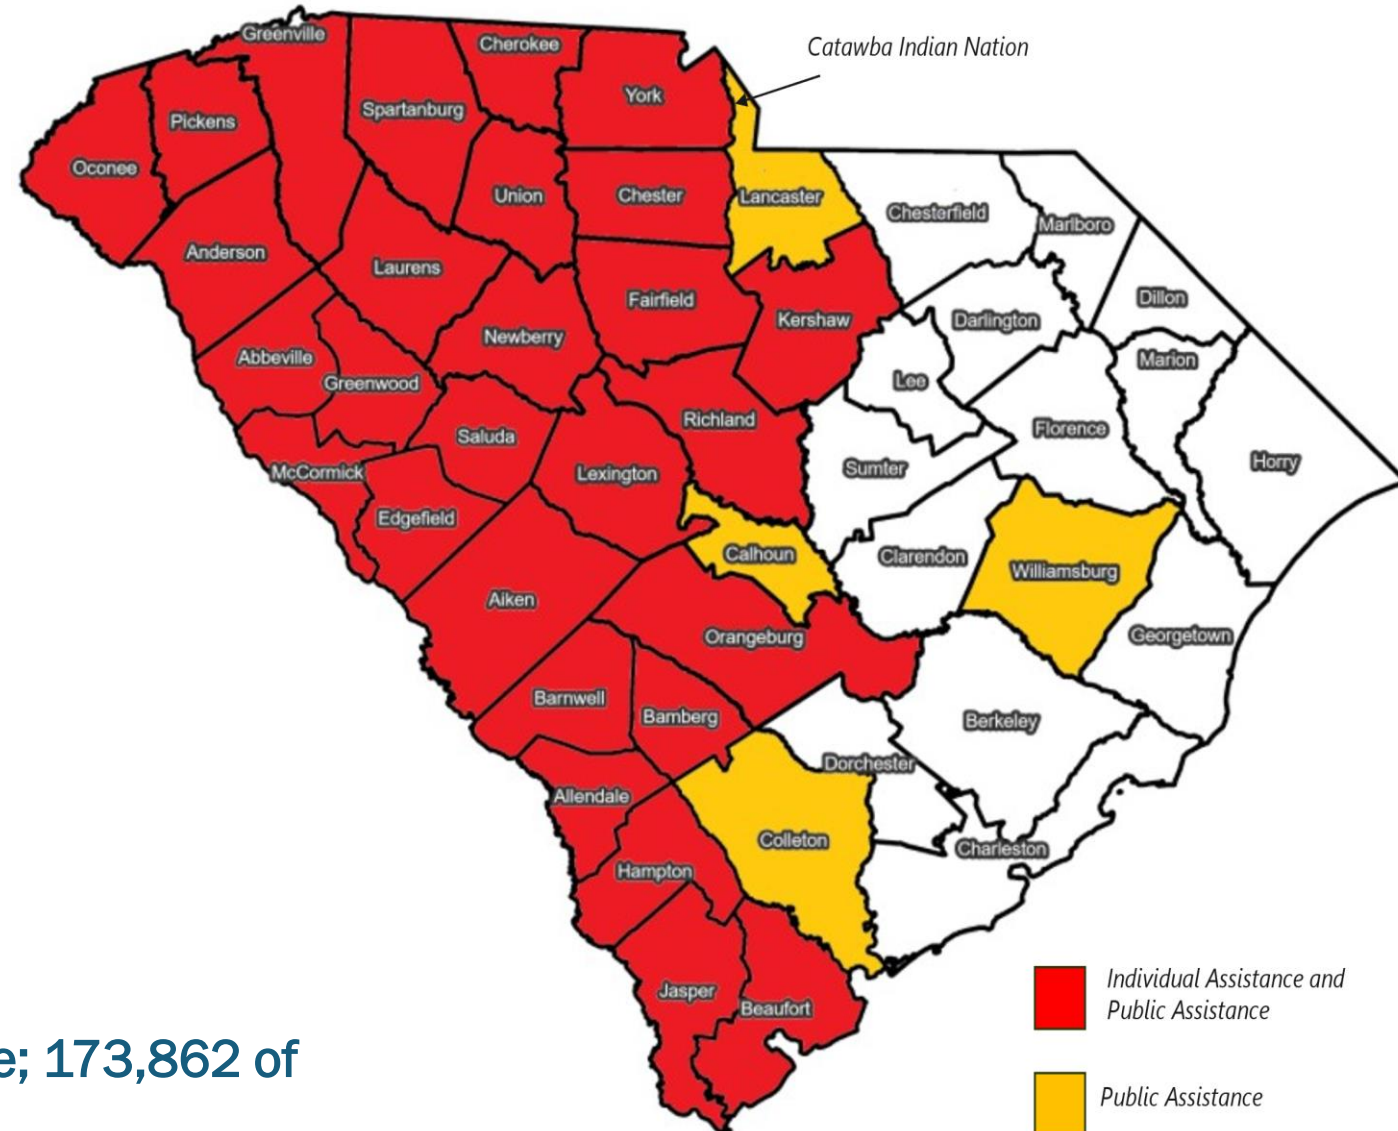 Greenville
Cherokee
Catawba Indian Nation
York
Spartanburg
Pickens
Oconee
Union
Chester
Lancaster
Chesterfield
Marlboro
Anderson
Laurens
Fairfield
Kershaw
Dillon
Darlington
Newberry
Abbeville
Greenwood
Marion
Lee
Richland
Saluda
Florence
McCormick
Lexington
Sumter
Horry
Edgefield
Calhoun
Clarendon
Williamsburg
Aiken
Orangeburg
Georgetown
Barnwell
Bamberg
Berkeley
Dorchester
Allendale
Colleton
Charleston
Hampton
Jasper
Beaufort
Individual Assistance and
Public Assistance
e; 173,862 of
Public Assistance